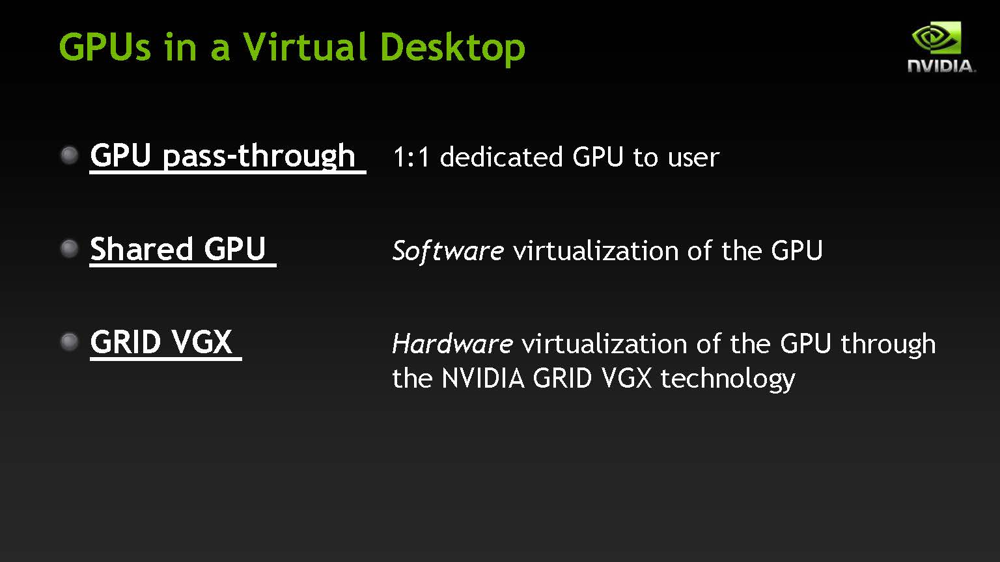 GPUs in a Virtual Desktop
NVIDIA.
GPU pass-through 1:1 dedicated GPU to user
Shared GPU Software virtualization of the GPU
GRID VGX Hardware virtualization of the GPU through
the NVIDIA GRID VGX technology